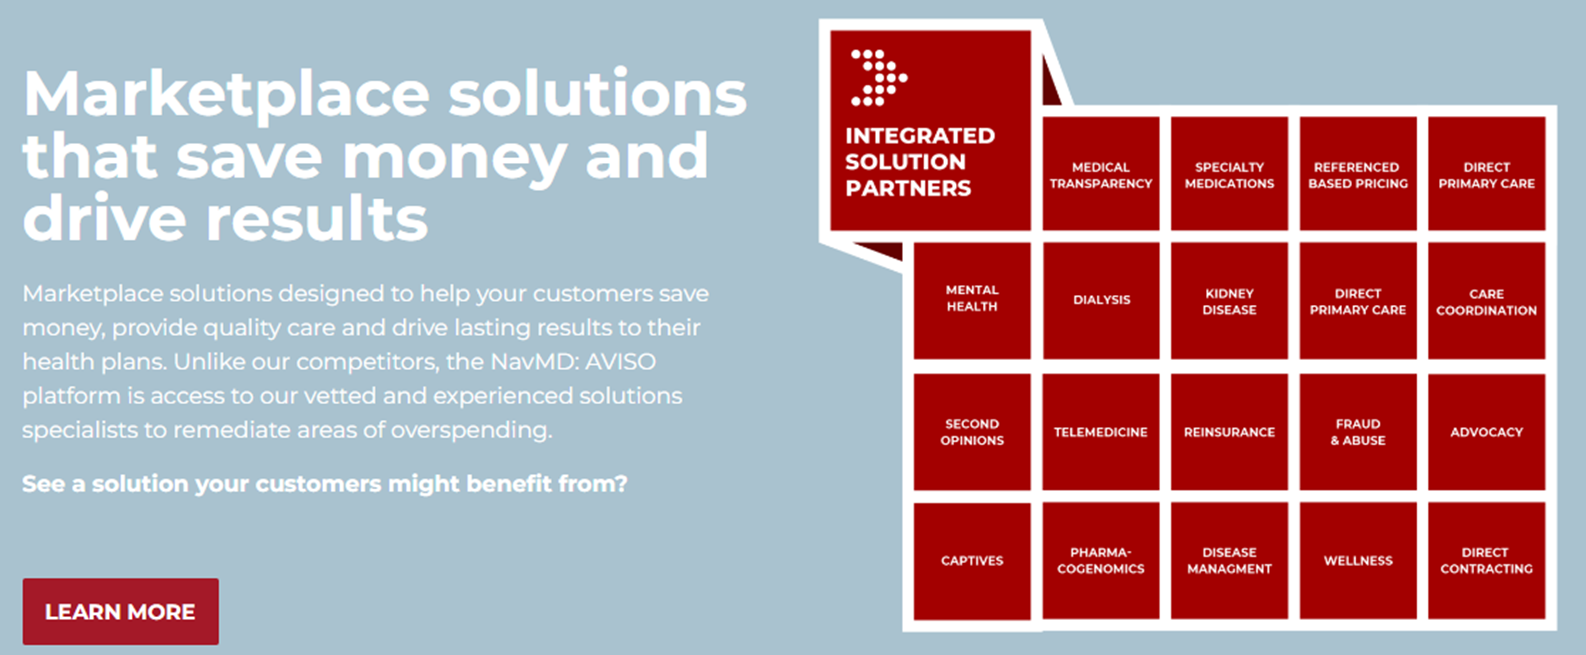 Marketplace solutions
that save money and
drive results
Marketplace solutions designed to help your customers save
money, provide quality care and drive lasting results to their
health plans. Unlike our competitors, the NavMD: AVISO
platform is access to our vetted and experienced solutions
specialists to remediate areas of overspending.
See a solution your customers might benefit from?
LEARN MORE
INTEGRATED
SOLUTION
PARTNERS
MEDICAL
TRANSPARENCY
SPECIALTY
MEDICATIONS
REFERENCED
BASED PRICING
DIRECT
PRIMARY CARE
MENTAL
HEALTH
DIALYSIS
KIDNEY
DISEASE
DIRECT
PRIMARY CARE
CARE
COORDINATION
SECOND
OPINIONS
TELEMEDICINE
REINSURANCE
FRAUD
& ABUSE
ADVOCACY
CAPTIVES
PHARMA-
COGENOMICS
DISEASE
MANAGMENT
WELLNESS
DIRECT
CONTRACTING